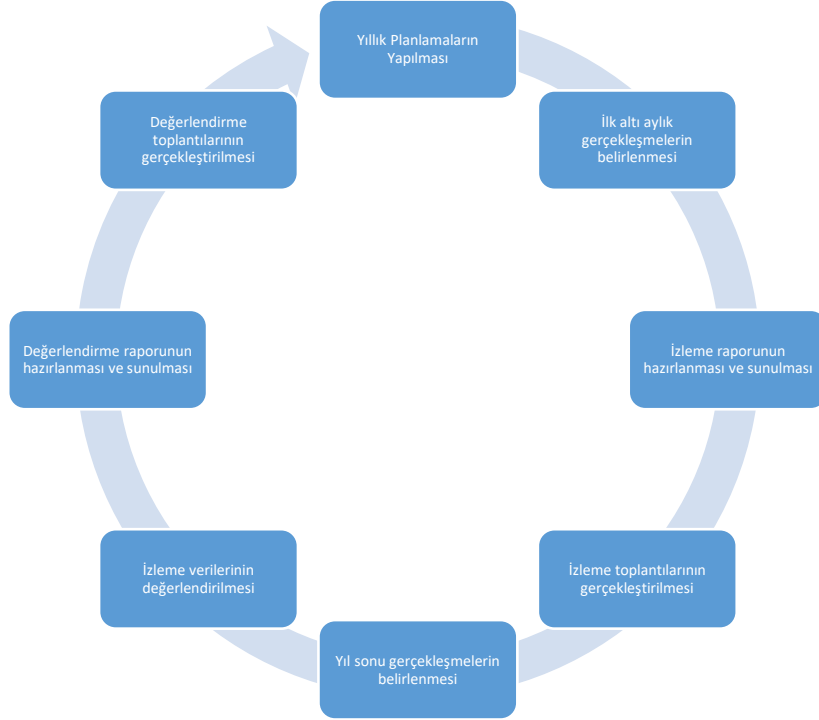 Yıllık Planlamaların
Yapılması
İlk altı aylık
gerçekleşmelerin
belirlenmesi
İzleme raporunun
hazırlanması ve sunulması
İzleme toplantılarının
gerçekleştirilmesi
Yıl sonu gerçekleşmelerin
belirlenmesi
İzleme verilerinin
değerlendirilmesi
Değerlendirme raporunun
hazırlanması ve sunulması
Değerlendirme
toplantılarının
gerçekleştirilmesi